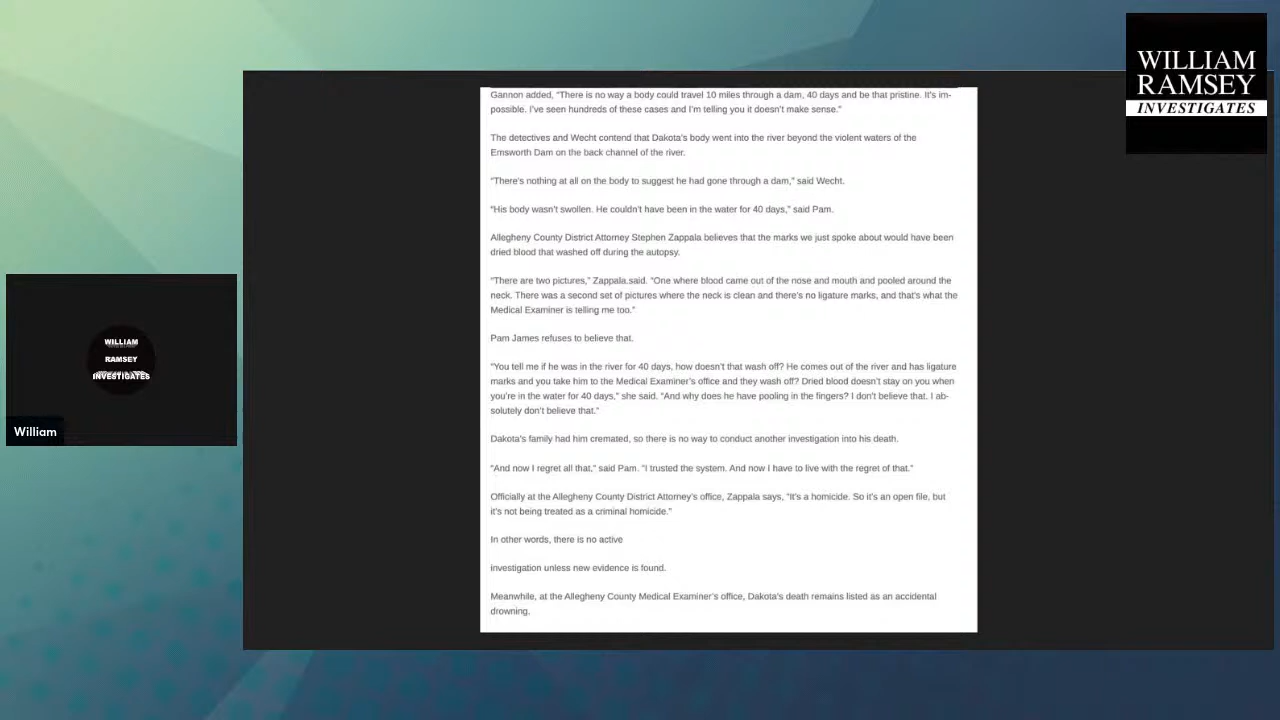 WILLIAM
RAMSEY
INVESTIGATES
Gannon added, “There is no way a body could travel 10 miles through a dam, 40 days and be that pristine. It’s im-
possible. I’ve seen hundreds of these cases and I’m telling you it doesn’t make sense.”
The detectives and Wecht contend that Dakota’s body went into the river beyond the violent waters of the
Emsworth Dam on the back channel of the river.
“There’s nothing at all on the body to suggest he had gone through a dam,” said Wecht.
“His body wasn’t swollen. He couldn’t have been in the water for 40 days,” said Pam.
Allegheny County District Attorney Stephen Zappala believes that the marks we just spoke about would have been
dried blood that washed off during the autopsy.
“There are two pictures,” Zappala said. “One where blood came out of the nose and mouth and pooled around the
neck. There was a second set of pictures where the neck is clean and there’s no ligature marks, and that’s what the
Medical Examiner is telling me too.”
Pam James refuses to believe that.
“You tell me if he was in the river for 40 days, how doesn’t that wash off? He comes out of the river and has ligature
marks and you take him to the Medical Examiner’s office and they wash off? Dried blood doesn’t stay on you when
you’re in the water for 40 days,” she said. “And why does he have pooling in the fingers? I don’t believe that. I ab-
solutely don’t believe that.”
Dakota’s family had him cremated, so there is no way to conduct another investigation into his death.
“And now I regret all that,” said Pam. “I trusted the system. And now I have to live with the regret of that.”
Officially at the Allegheny County District Attorney’s office, Zappala says, “It’s a homicide. So it’s an open file, but
it’s not being treated as a criminal homicide.”
In other words, there is no active
investigation unless new evidence is found.
Meanwhile, at the Allegheny County Medical Examiner’s office, Dakota’s death remains listed as an accidental
drowning.
WILLIAM
RAMSEY
INVESTIGATES
William